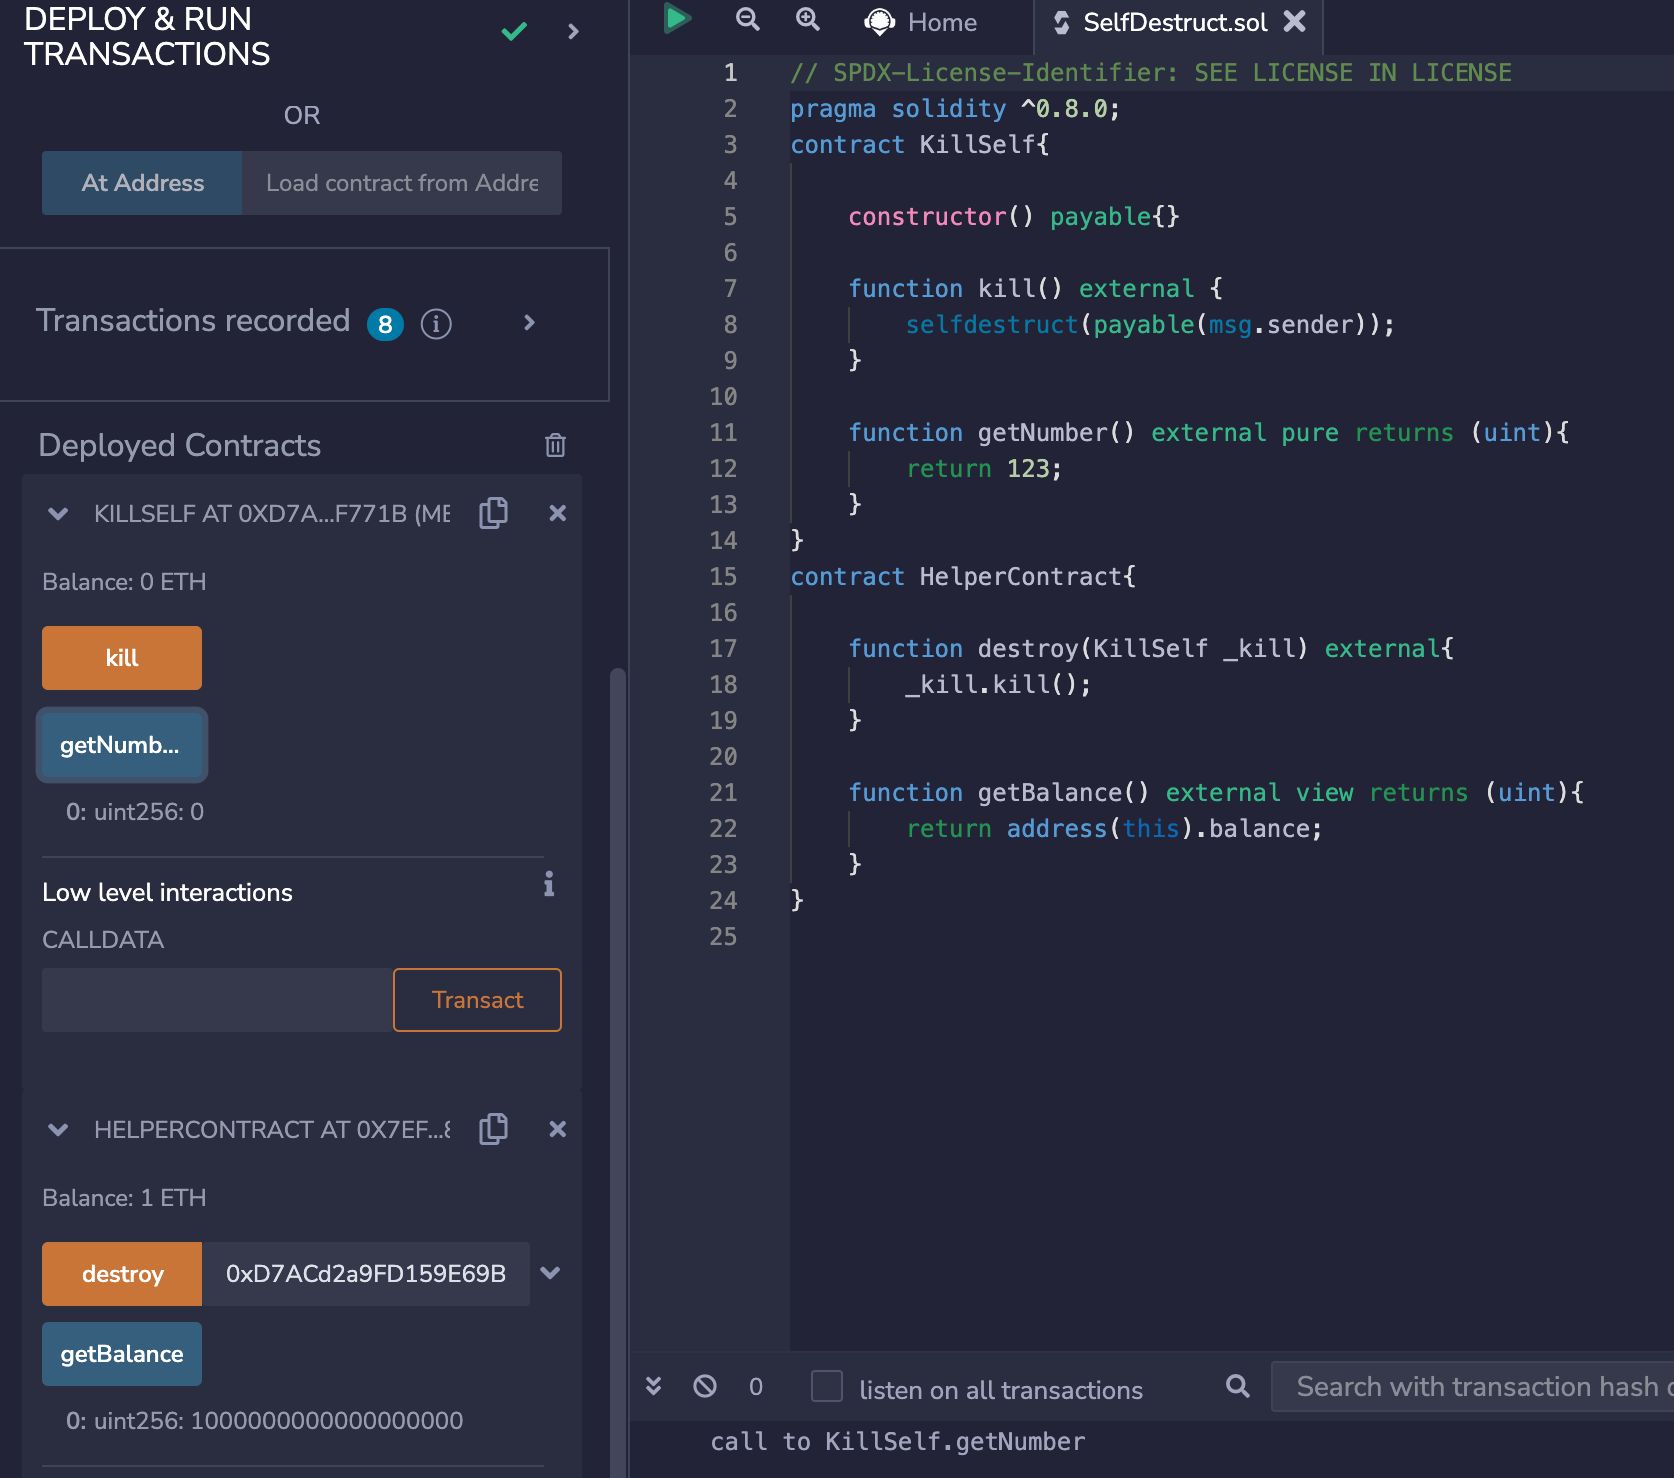 DEPLOY & RUN
TRANSACTIONS
OR
At Address
Load contract from Addre
Transactions recorded 8
Deployed Contracts
KILLSELF AT 0XD7A...F771B (ME
Balance: 0 ETH
kill
getNumb...
0: uint256: 0
Low level interactions
CALLDATA
Transact
HELPERCONTRACT AT 0X7EF...8
Balance: 1 ETH
destroy 0xD7ACd2a9FD159E69B
getBalance
0: uint256: 1000000000000000000
Home SelfDestruct.sol
1 // SPDX-License-Identifier: SEE LICENSE IN LICENSE
2 pragma solidity ^0.8.0;
3 contract KillSelf{
4
5 constructor() payable{}
6
7 function kill() external {
8 selfdestruct(payable(msg.sender));
9 }
10
11 function getNumber() external pure returns (uint){
12 return 123;
13 }
14 }
15 contract HelperContract{
16
17 function destroy(KillSelf _kill) external{
18 _kill.kill();
19 }
20
21 function getBalance() external view returns (uint){
22 return address(this).balance;
23 }
24 }
25
0 listen on all transactions Search with transaction hash o
call to KillSelf.getNumber